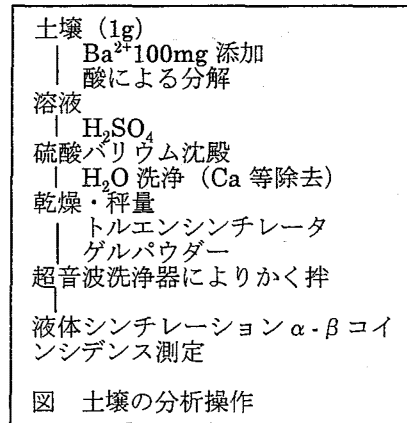 土壌（1g）
Ba²⁺100mg 添加
酸による分解
溶液
H₂SO₄
硫酸バリウム沈殿
H₂O 洗浄（Ca 等除去）
乾燥・秤量
トルエンシンチレータ
ゲルパウダー
超音波洗浄器によりかく拌
液体シンチレーションα-βコイ
ンシデンス測定
図　土壌の分析操作